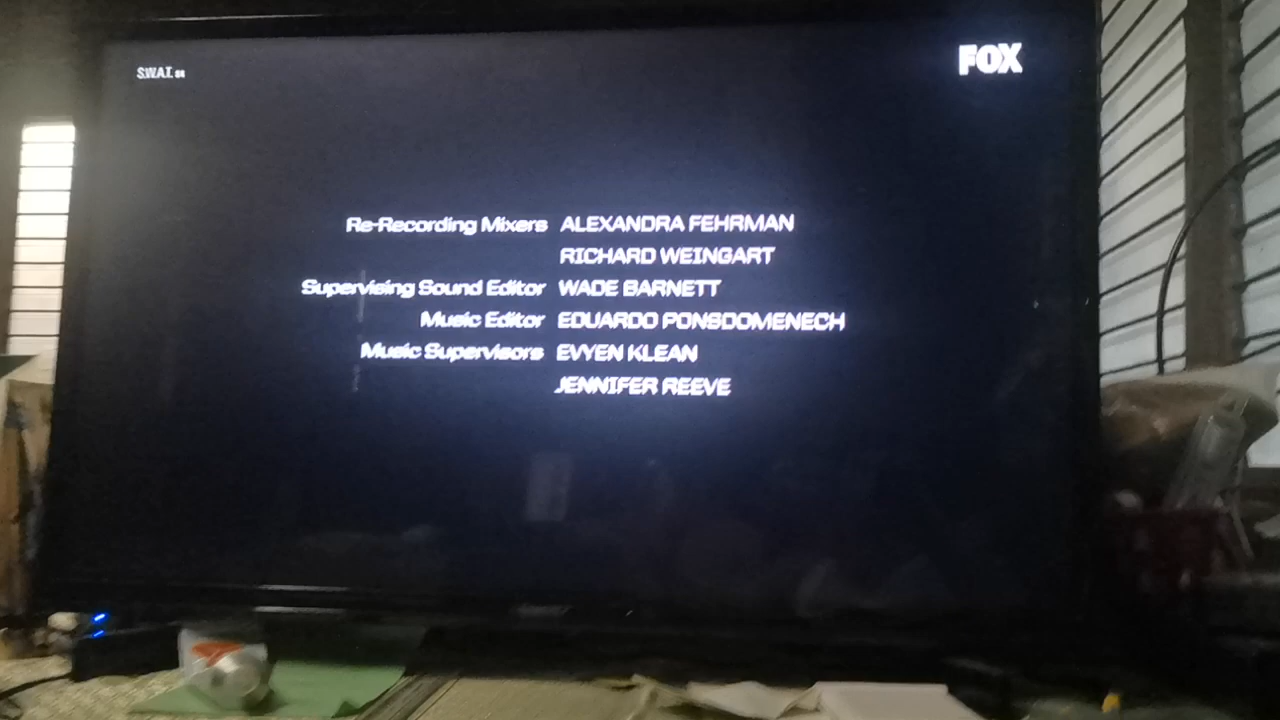 S.W.A.T. S4
FOX
Re-Recording Mixers ALEXANDRA FEHRMAN
RICHARD WEINGART
Supervising Sound Editor WADE BARNETT
Music Editor EDUARDO PONSDOMENECH
Music Supervisors EVYEN KLEAN
JENNIFER REEVE